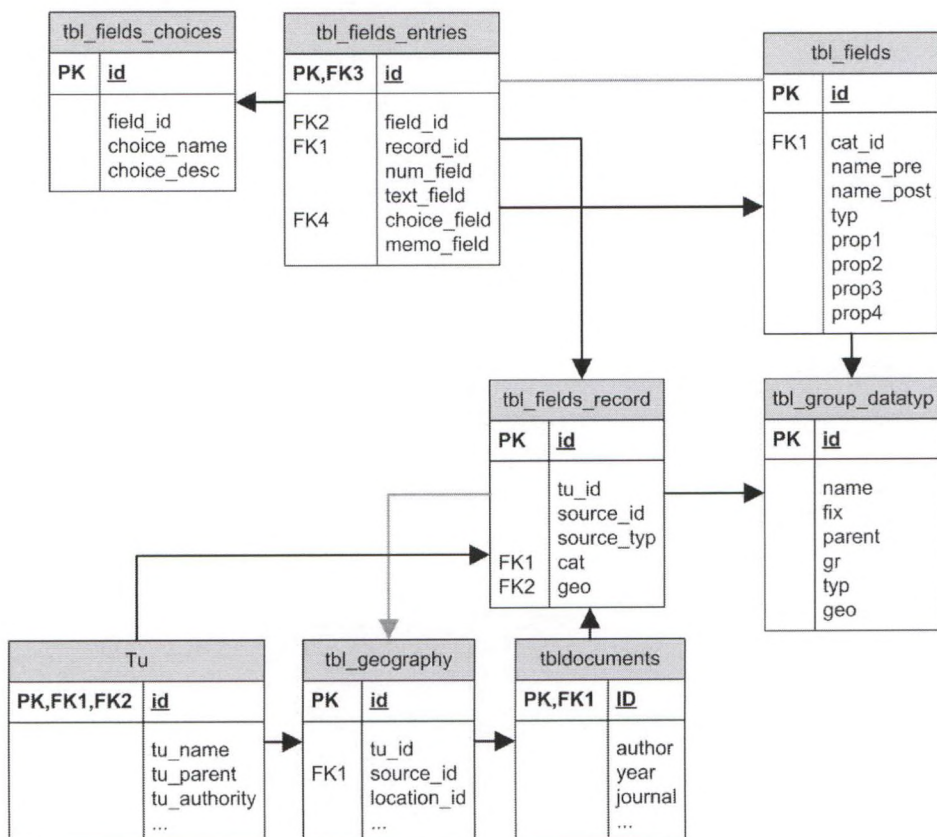 tbl_fields_choices
PK id
field_id
choice_name
choice_desc
tbl_fields_entries
PK,FK3 id
FK2 field_id
FK1 record_id
num_field
text_field
FK4 choice_field
memo_field
tbl_fields
PK id
FK1 cat_id
name_pre
name_post
typ
prop1
prop2
prop3
prop4
tbl_fields_record
PK id
tu_id
source_id
source_typ
FK1 cat
FK2 geo
tbl_group_datatyp
PK id
name
fix
parent
gr
typ
geo
Tu
PK,FK1,FK2 id
tu_name
tu_parent
tu_authority
...
tbl_geography
PK id
tu_id
FK1 source_id
location_id
...
tbldocuments
PK,FK1 ID
author
year
journal
...